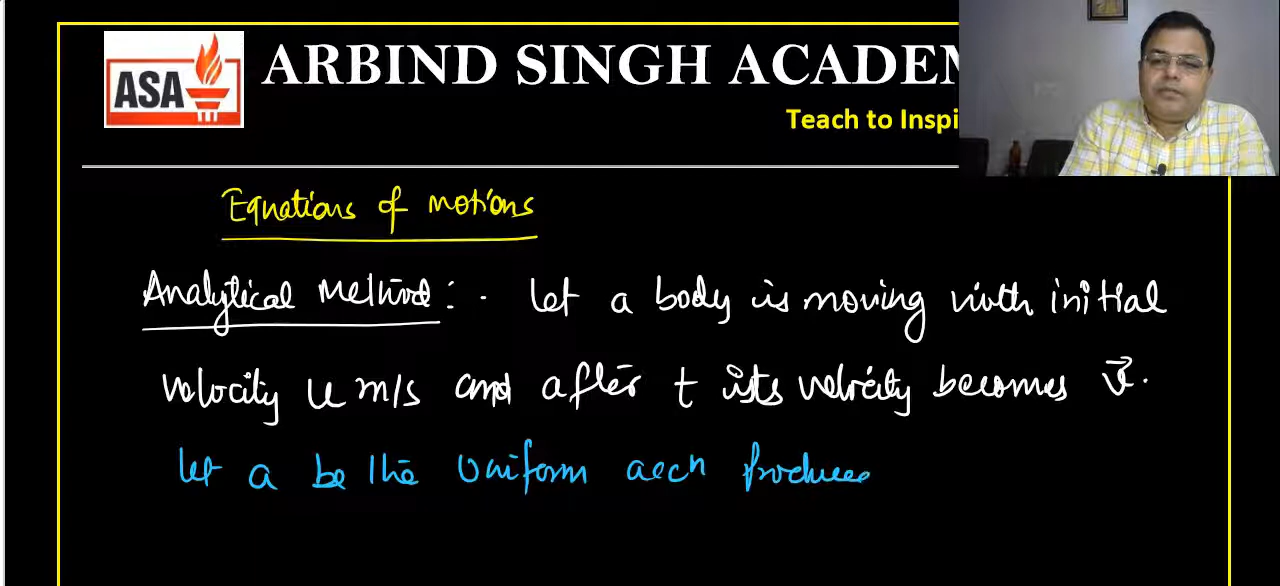 ASA
ARBIND SINGH ACADEM
Teach to Inspi
Equations of motions
Analytical Method :- Let a body is moving with initial
velocity u m/s and after t its velocity becomes v.
Let a be the Uniform accn produce